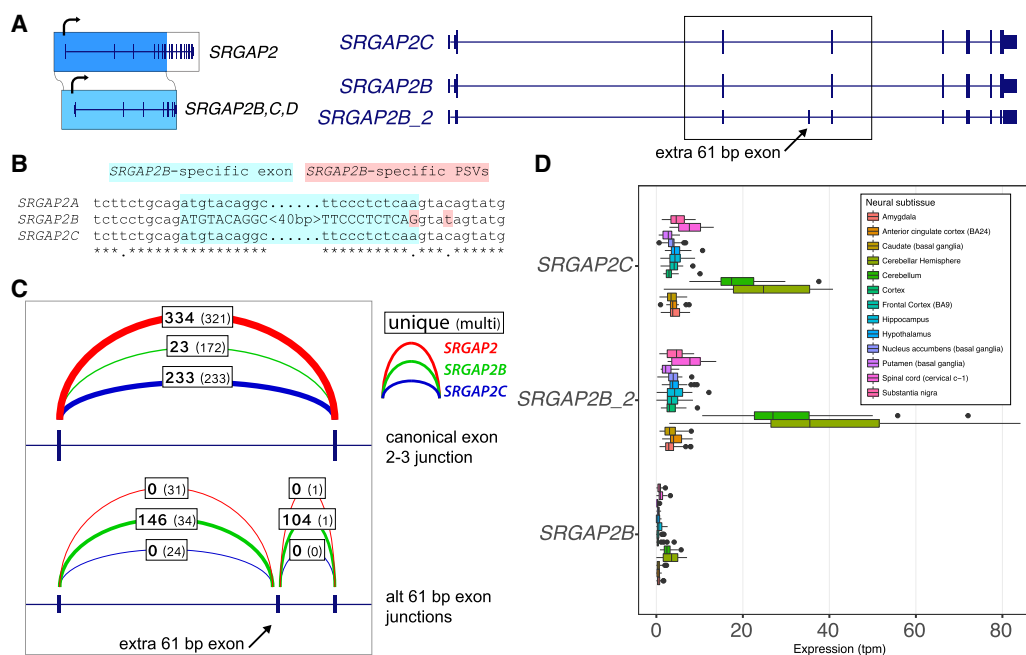 A
SRGAP2
SRGAP2B,C,D
SRGAP2C
SRGAP2B
SRGAP2B_2
extra 61 bp exon
B
SRGAP2B-specific exon SRGAP2B-specific PSVs
SRGAP2A tcttctgcagatgtacaggc......ttccctctcaagtacagtatg
SRGAP2B tcttctgcagATGTACAGGC<40bp>TTCCCTCTCAGgtatagtatg
SRGAP2C tcctctgcagatgtacaggc......ttccctctcaagtacagtatg
***.**************** **********.***.*******
C
334 (321)
23 (172)
233 (233)
unique (multi)
SRGAP2
SRGAP2B
SRGAP2C
canonical exon
2-3 junction
0 (31)
0 (1)
146 (34)
104 (1)
0 (24)
0 (0)
alt 61 bp exon
junctions
extra 61 bp exon
D
SRGAP2C
SRGAP2B_2
SRGAP2B
Neural subtissue
Amygdala
Anterior cingulate cortex (BA24)
Caudate (basal ganglia)
Cerebellar Hemisphere
Cerebellum
Cortex
Frontal Cortex (BA9)
Hippocampus
Hypothalamus
Nucleus accumbens (basal ganglia)
Putamen (basal ganglia)
Spinal cord (cervical c-1)
Substantia nigra
0 20 40 60 80
Expression (tpm)